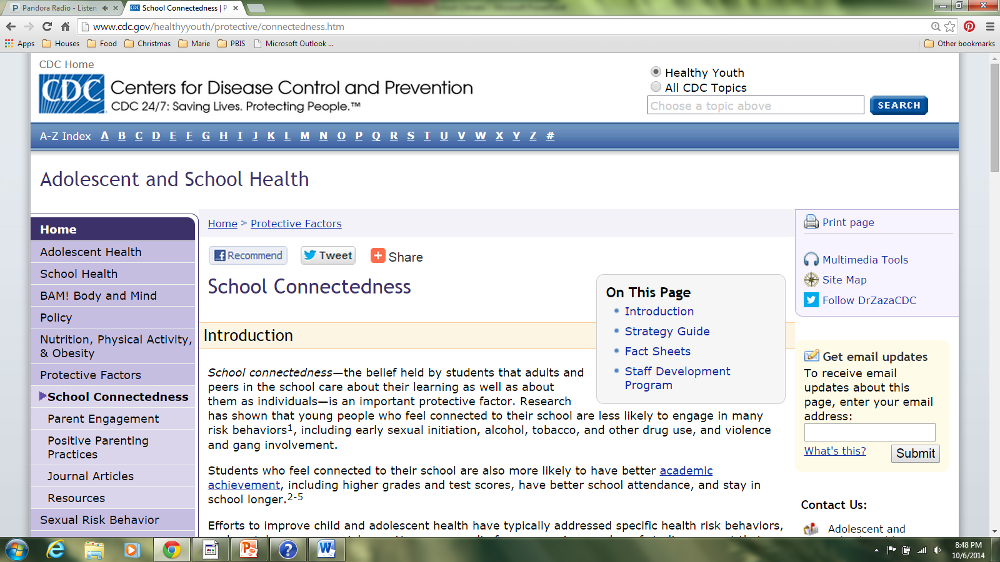 Pandora Radio - Listen
School Connectedness | P
www.cdc.gov/healthyyouth/protective/connectedness.htm
Apps Houses Food Christmas Marie PBIS Microsoft Outlook ... Other bookmarks
CDC Home
CDC
Centers for Disease Control and Prevention
CDC 24/7: Saving Lives. Protecting People.™
Healthy Youth
All CDC Topics
Choose a topic above
SEARCH
A-Z Index A B C D E F G H I J K L M N O P Q R S T U V W X Y Z #
Adolescent and School Health
Home
Adolescent Health
School Health
BAM! Body and Mind
Policy
Nutrition, Physical Activity,
& Obesity
Protective Factors
School Connectedness
Parent Engagement
Positive Parenting
Practices
Journal Articles
Resources
Sexual Risk Behavior
Home > Protective Factors
Recommend Tweet Share
School Connectedness
On This Page
Introduction
Strategy Guide
Fact Sheets
Staff Development
Program
Introduction
School connectedness—the belief held by students that adults and
peers in the school care about their learning as well as about
them as individuals—is an important protective factor. Research
has shown that young people who feel connected to their school are less likely to engage in many
risk behaviors1, including early sexual initiation, alcohol, tobacco, and other drug use, and violence
and gang involvement.
Students who feel connected to their school are also more likely to have better academic
achievement, including higher grades and test scores, have better school attendance, and stay in
school longer.2-5
Efforts to improve child and adolescent health have typically addressed specific health risk behaviors,
Print page
Multimedia Tools
Site Map
Follow DrZazaCDC
Get email updates
To receive email
updates about this
page, enter your email
address:
What's this?
Submit
Contact Us:
Adolescent and
8:48 PM
10/6/2014